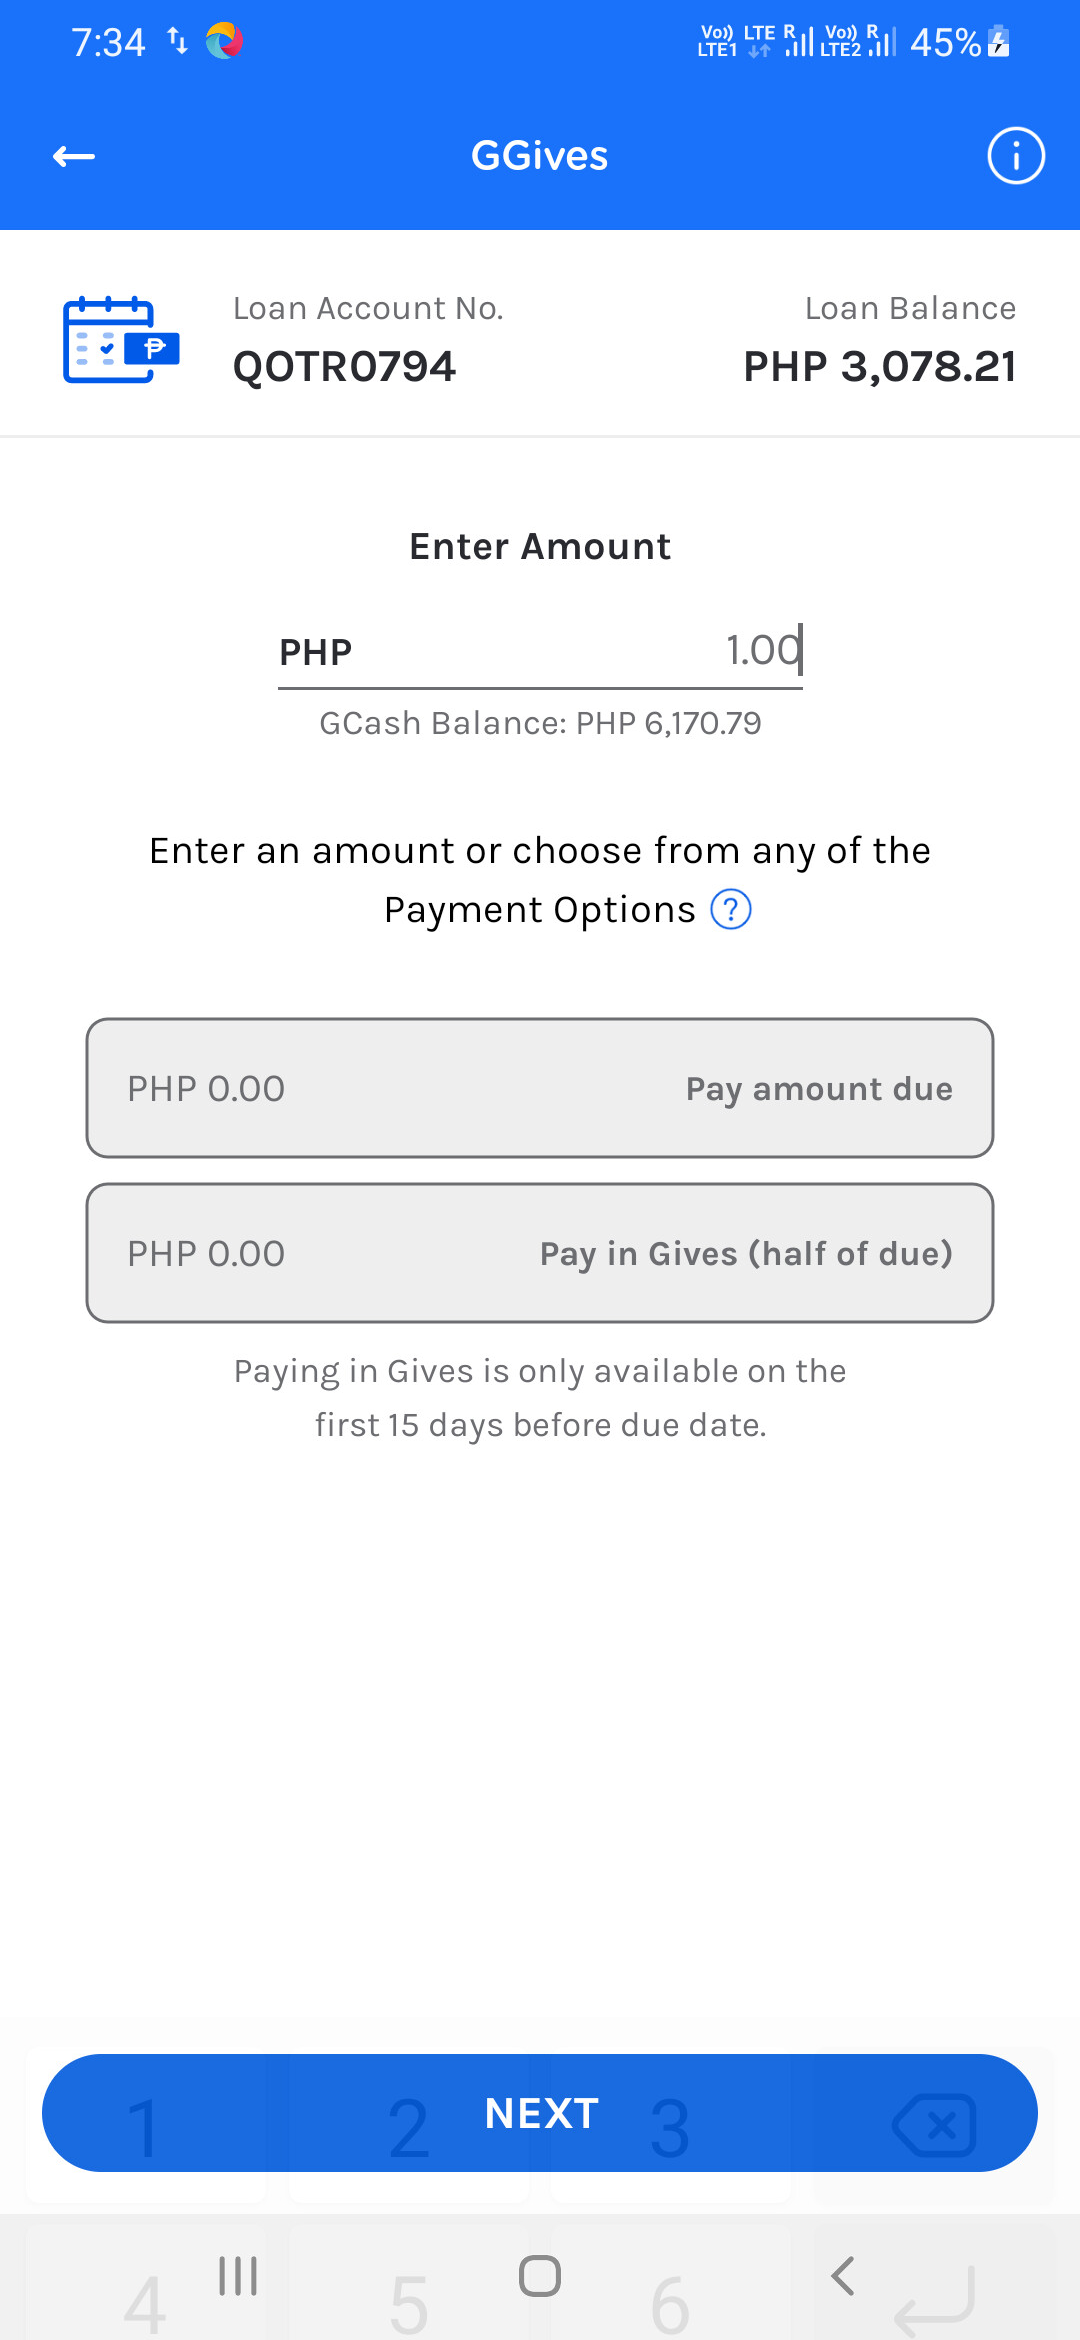 7:34 Vo)) LTE R Vo)) R 45%
LTE1 LTE2
GGives
Loan Account No. Loan Balance
QOTR0794 PHP 3,078.21
Enter Amount
PHP 1.00
GCash Balance: PHP 6,170.79
Enter an amount or choose from any of the
Payment Options ?
PHP 0.00 Pay amount due
PHP 0.00 Pay in Gives (half of due)
Paying in Gives is only available on the
first 15 days before due date.
1 2 NEXT 3
4 5 6